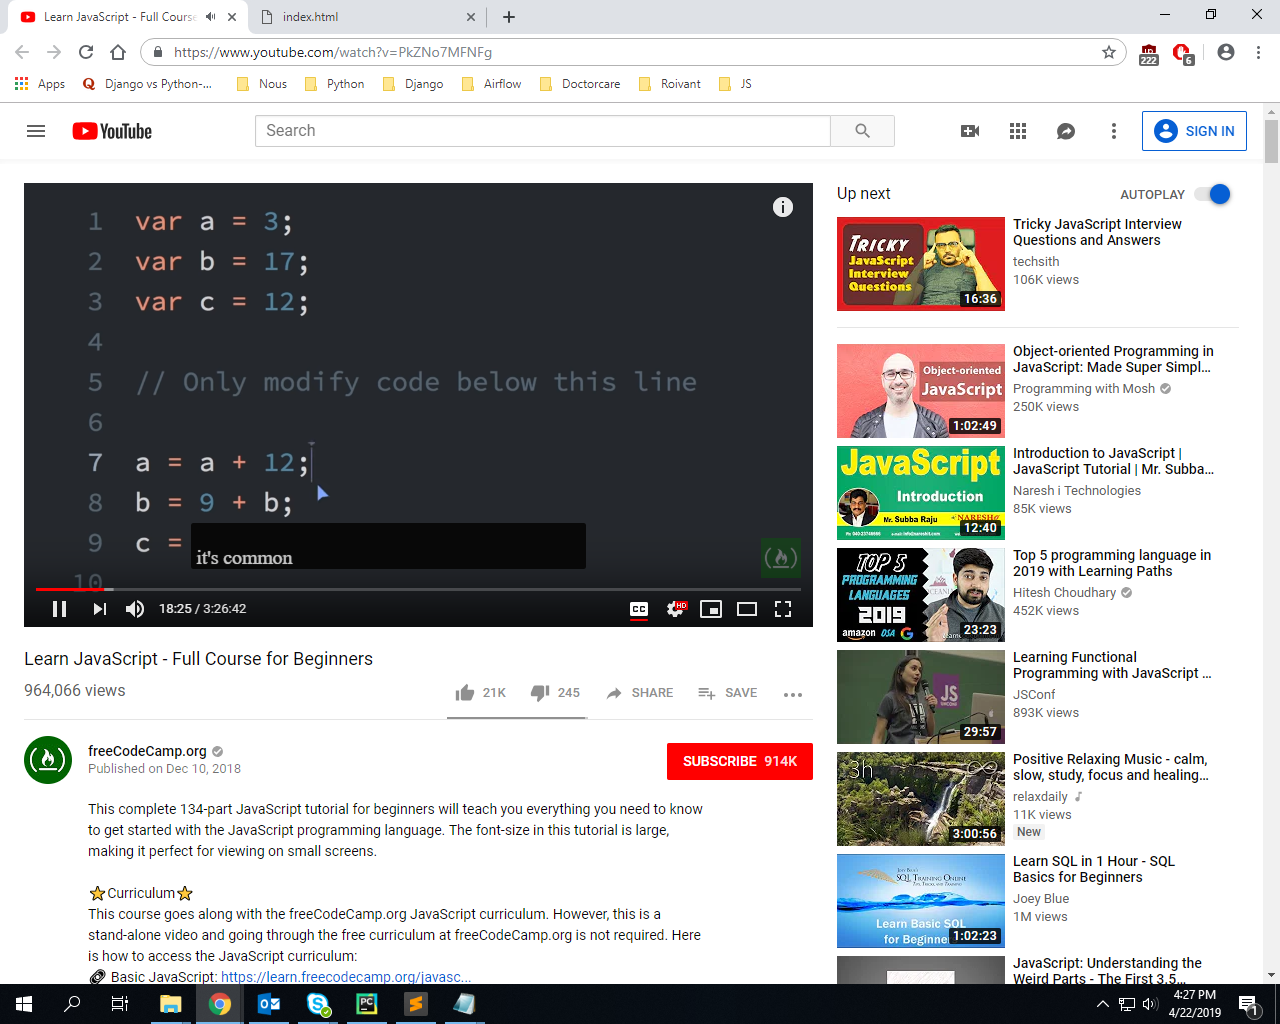 Learn JavaScript - Full Course
index.html
https://www.youtube.com/watch?v=PkZNo7MFNFg
222
6
Apps
Django vs Python-...
Nous
Python
Django
Airflow
Doctorcare
Roivant
JS
YouTube
Search
SIGN IN
1 var a = 3;
2 var b = 17;
3 var c = 12;
4
5 // Only modify code below this line
6
7 a = a + 12;
8 b = 9 + b;
9 c =
it's common
10
18:25 / 3:26:42
CC
HD
Learn JavaScript - Full Course for Beginners
964,066 views
21K
245
SHARE
SAVE
freeCodeCamp.org
Published on Dec 10, 2018
SUBSCRIBE 914K
This complete 134-part JavaScript tutorial for beginners will teach you everything you need to know
to get started with the JavaScript programming language. The font-size in this tutorial is large,
making it perfect for viewing on small screens.
⭐Curriculum⭐
This course goes along with the freeCodeCamp.org JavaScript curriculum. However, this is a
stand-alone video and going through the free curriculum at freeCodeCamp.org is not required. Here
is how to access the JavaScript curriculum:
🔗 Basic JavaScript: https://learn.freecodecamp.org/javasc...
Up next
AUTOPLAY
TRICKY
JavaScript
Interview
Questions
16:36
Tricky JavaScript Interview
Questions and Answers
techsith
106K views
Object-oriented
JavaScript
1:02:49
Object-oriented Programming in
JavaScript: Made Super Simpl...
Programming with Mosh
250K views
JavaScript
Introduction
Mr. Subba Raju
NARESH
12:40
Introduction to JavaScript |
JavaScript Tutorial | Mr. Subba...
Naresh i Technologies
85K views
TOP 5
PROGRAMMING
LANGUAGES
2019
amazon
USA
G
23:23
Top 5 programming language in
2019 with Learning Paths
Hitesh Choudhary
452K views
JS
29:57
Learning Functional
Programming with JavaScript ...
JSConf
893K views
3h
3:00:56
Positive Relaxing Music - calm,
slow, study, focus and healing...
relaxdaily
11K views
New
SQL TRAINING ONLINE
Learn Basic SQL
for Beginne
1:02:23
Learn SQL in 1 Hour - SQL
Basics for Beginners
Joey Blue
1M views
JavaScript: Understanding the
Weird Parts - The First 3.5...
4:27 PM
4/22/2019
1